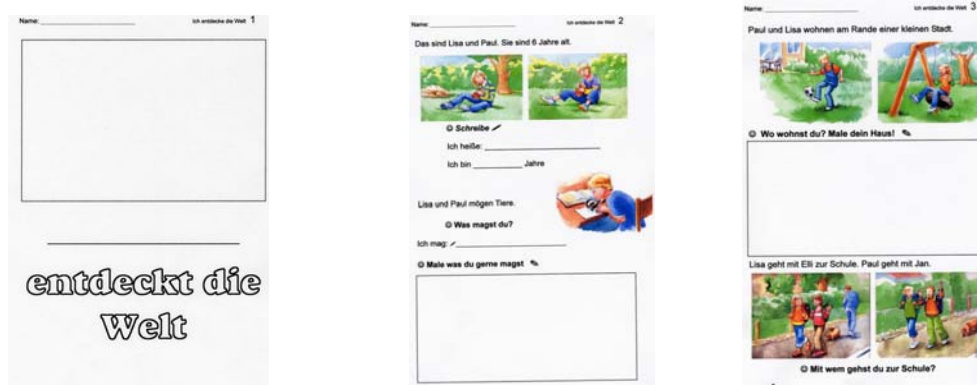 Name: Ich entdecke die Welt 1
entdeckt die
Welt
Name: Ich entdecke die Welt 2
Das sind Lisa und Paul. Sie sind 6 Jahre alt.
☺ Schreibe
Ich heiße:
Ich bin Jahre
Lisa und Paul mögen Tiere.
☺ Was magst du?
Ich mag:
☺ Male was du gerne magst
Name: Ich entdecke die Welt 3
Paul und Lisa wohnen am Rande einer kleinen Stadt.
☺ Wo wohnst du? Male dein Haus!
Lisa geht mit Elli zur Schule. Paul geht mit Jan.
☺ Mit wem gehst du zur Schule?